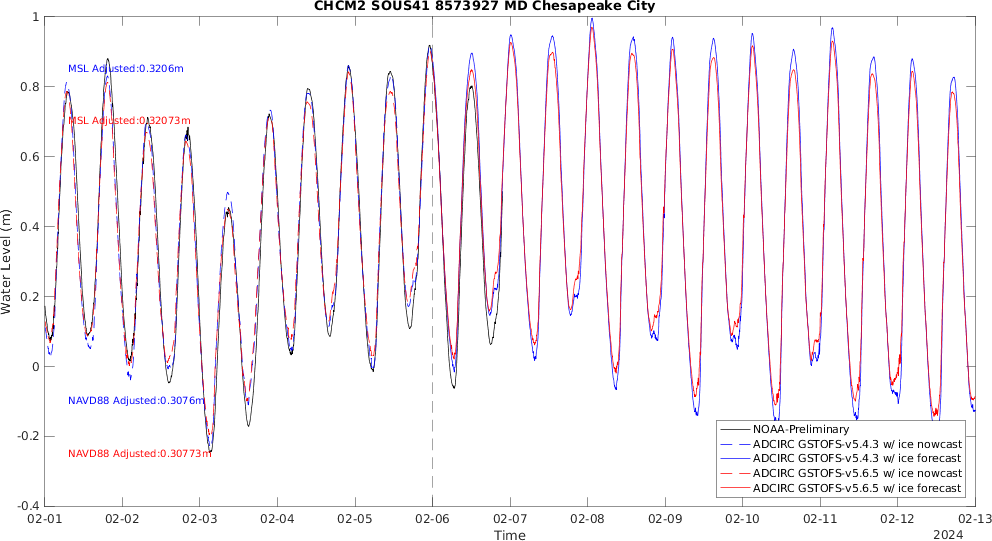 CHCM2 SOUS41 8573927 MD Chesapeake City
1
0.8
0.6
0.4
0.2
0
-0.2
-0.4
Water Level (m)
MSL Adjusted:0.3206m
MSL Adjusted:0.32073m
NAVD88 Adjusted:0.3076m
NAVD88 Adjusted:0.30773m
NOAA-Preliminary
ADCIRC GSTOFS-v5.4.3 w/ ice nowcast
ADCIRC GSTOFS-v5.4.3 w/ ice forecast
ADCIRC GSTOFS-v5.6.5 w/ ice nowcast
ADCIRC GSTOFS-v5.6.5 w/ ice forecast
02-01 02-02 02-03 02-04 02-05 02-06 02-07 02-08 02-09 02-10 02-11 02-12 02-13
Time
2024